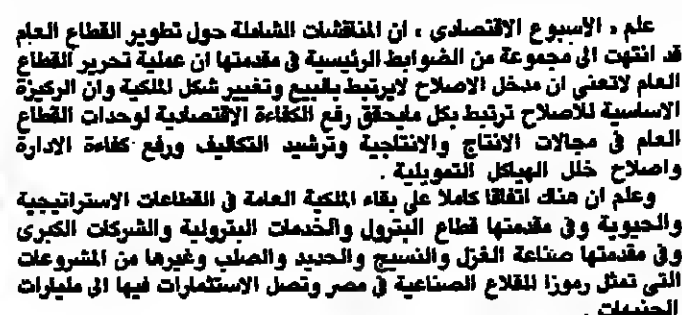 علم « الاسبوع الاقتصادى » ان المناقشات الشاملة حول تطوير القطاع العام
قد انتهت الى مجموعة من الضوابط الرئيسية فى مقدمتها ان عملية تحرير القطاع
العام لاتعنى ان مدخل الاصلاح لايرتبط بالبيع وتغيير شكل الملكية وان الركيزة
الاساسية للاصلاح ترتبط بكل مايحقق رفع الكفاءة الاقتصادية لوحدات القطاع
العام فى مجالات الانتاج والانتاجية وترشيد التكاليف ورفع كفاءة الادارة
واصلاح خلل الهياكل التمويلية .
وعلم ان هناك اتفاقا كاملا على بقاء الملكية العامة فى القطاعات الاستراتيجية
والحيوية وفى مقدمتها قطاع البترول والخدمات البترولية والشركات الكبرى
وفى مقدمتها صناعة الغزل والنسيج والحديد والصلب وغيرها من المشروعات
التى تمثل رموزا للقلاع الصناعية فى مصر وتصل الاستثمارات فيها الى مليارات
الجنيهات .